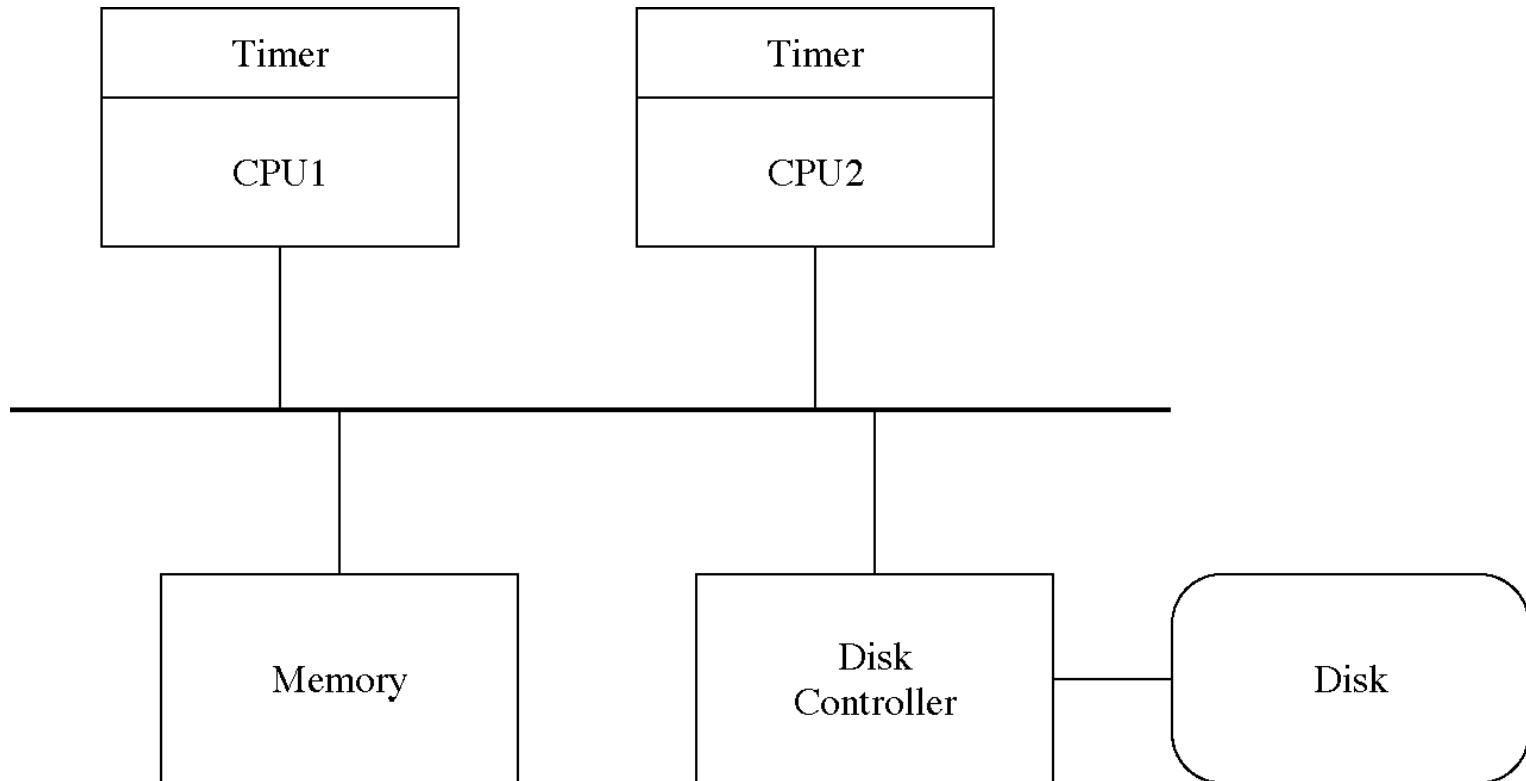 Timer
Timer
CPU1
CPU2
Memory
Disk
Controller
Disk